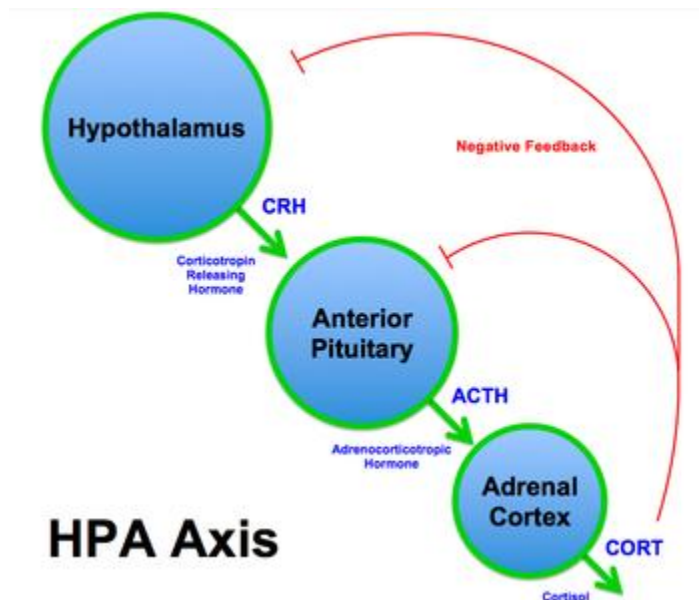 Hypothalamus
Negative Feedback
CRH
Corticotropin
Releasing
Hormone
Anterior
Pituitary
ACTH
Adrenocorticotropic
Hormone
Adrenal
Cortex
HPA Axis
CORT
Cortisol